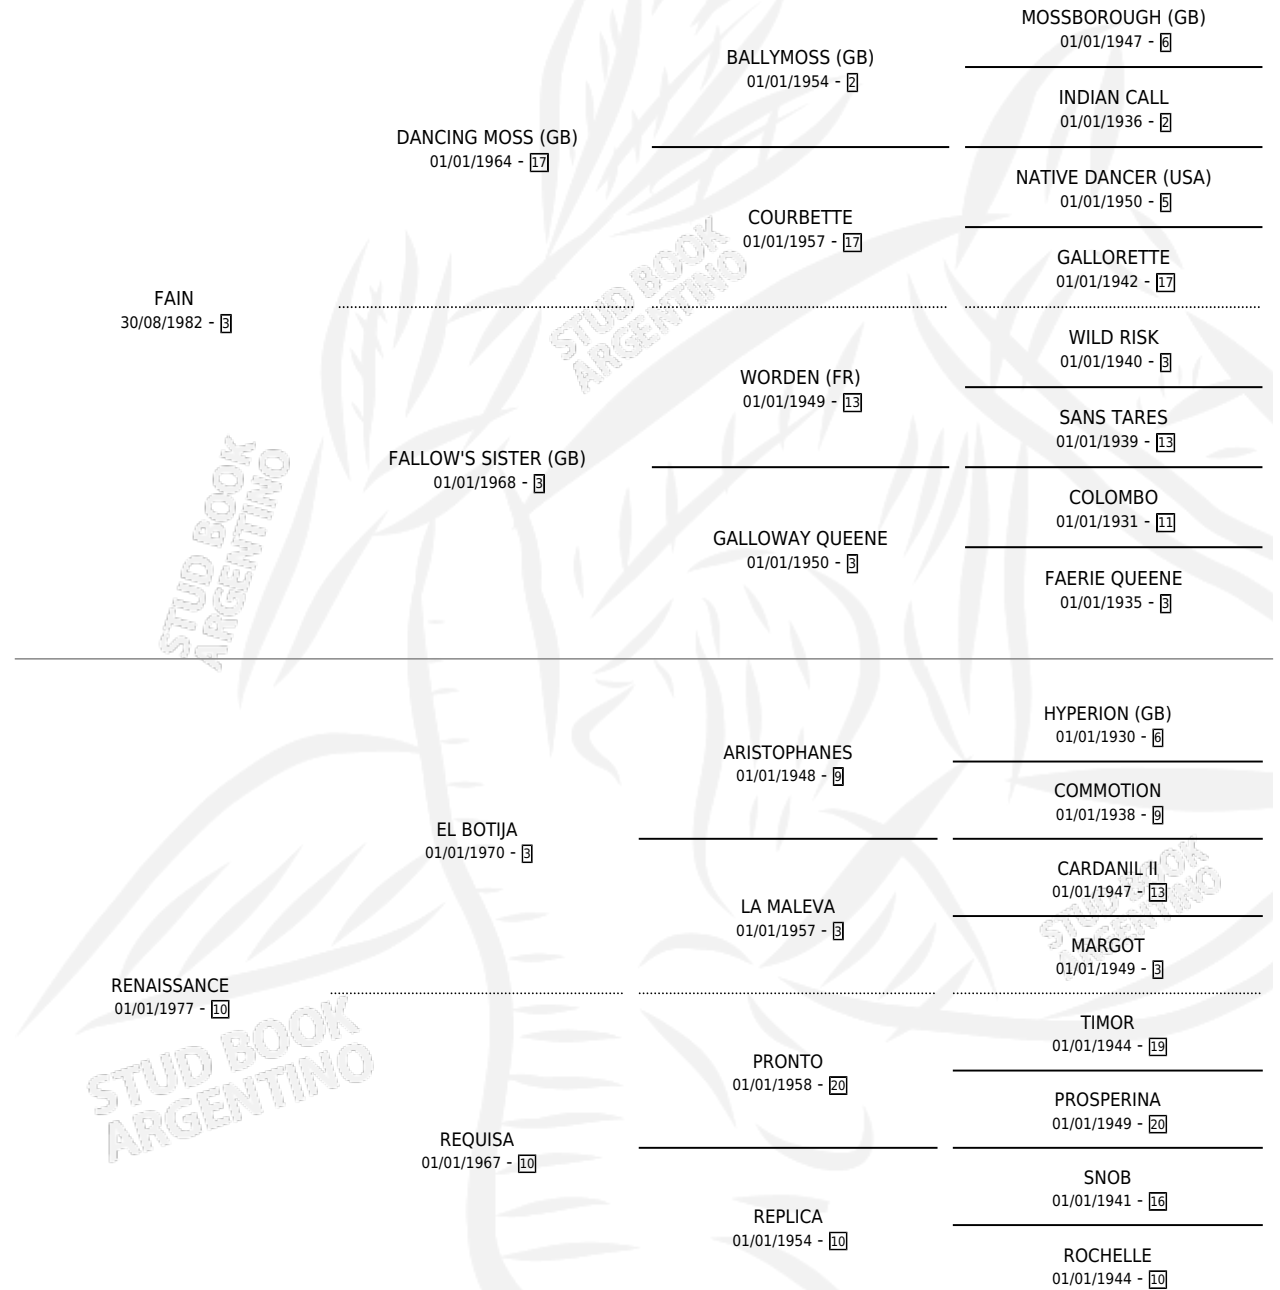 MOSSBOROUGH (GB)
01/01/1947 - 6
BALLYMOSS (GB)
01/01/1954 - 2
INDIAN CALL
01/01/1936 - 2
DANCING MOSS (GB)
01/01/1964 - 17
NATIVE DANCER (USA)
01/01/1950 - 5
COURBETTE
01/01/1957 - 17
GALLORETTE
01/01/1942 - 17
FAIN
30/08/1982 - 3
WILD RISK
01/01/1940 - 3
WORDEN (FR)
01/01/1949 - 13
SANS TARES
01/01/1939 - 13
FALLOW'S SISTER (GB)
01/01/1968 - 3
COLOMBO
01/01/1931 - 11
GALLOWAY QUEENE
01/01/1950 - 3
FAERIE QUEENE
01/01/1935 - 3
HYPERION (GB)
01/01/1930 - 6
ARISTOPHANES
01/01/1948 - 9
COMMOTION
01/01/1938 - 9
EL BOTIJA
01/01/1970 - 3
CARDANIL II
01/01/1947 - 13
LA MALEVA
01/01/1957 - 3
MARGOT
01/01/1949 - 3
RENAISSANCE
01/01/1977 - 10
TIMOR
01/01/1944 - 19
PRONTO
01/01/1958 - 20
PROSPERINA
01/01/1949 - 20
REQUISA
01/01/1967 - 10
SNOB
01/01/1941 - 16
REPLICA
01/01/1954 - 10
ROCHELLE
01/01/1944 - 10
STUD BOOK
ARGENTINO
STUD BOOK
ARGENTINO
STUD BOOK
ARGENTINO
STUD BOOK
ARGENTINO